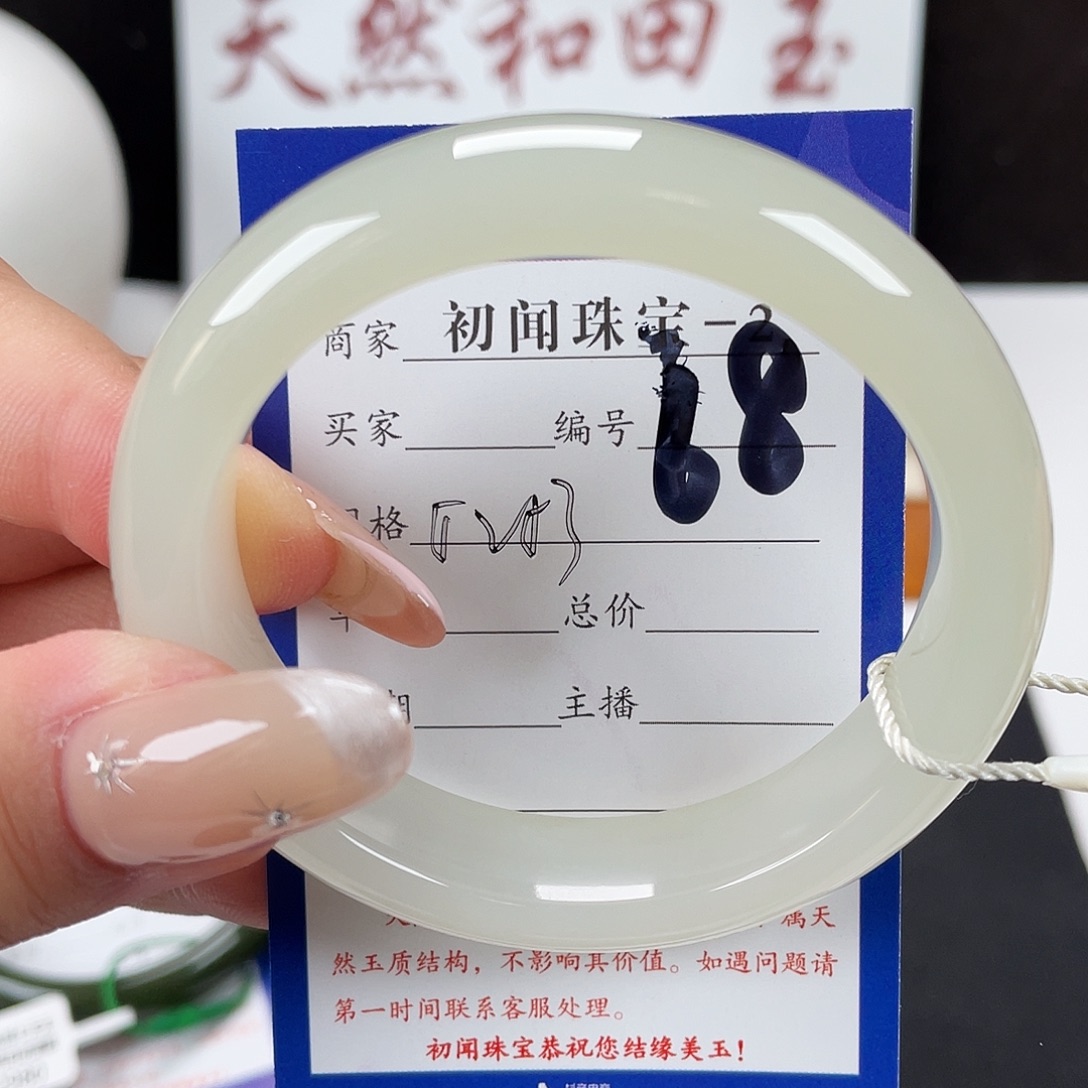 天然和田玉
商家 初闻珠宝-2
买家 编号 68
格
总价
主播
属天
然玉质结构，不影响其价值。如遇问题请
第一时间联系客服处理。
初闻珠宝恭祝您结缘美玉！